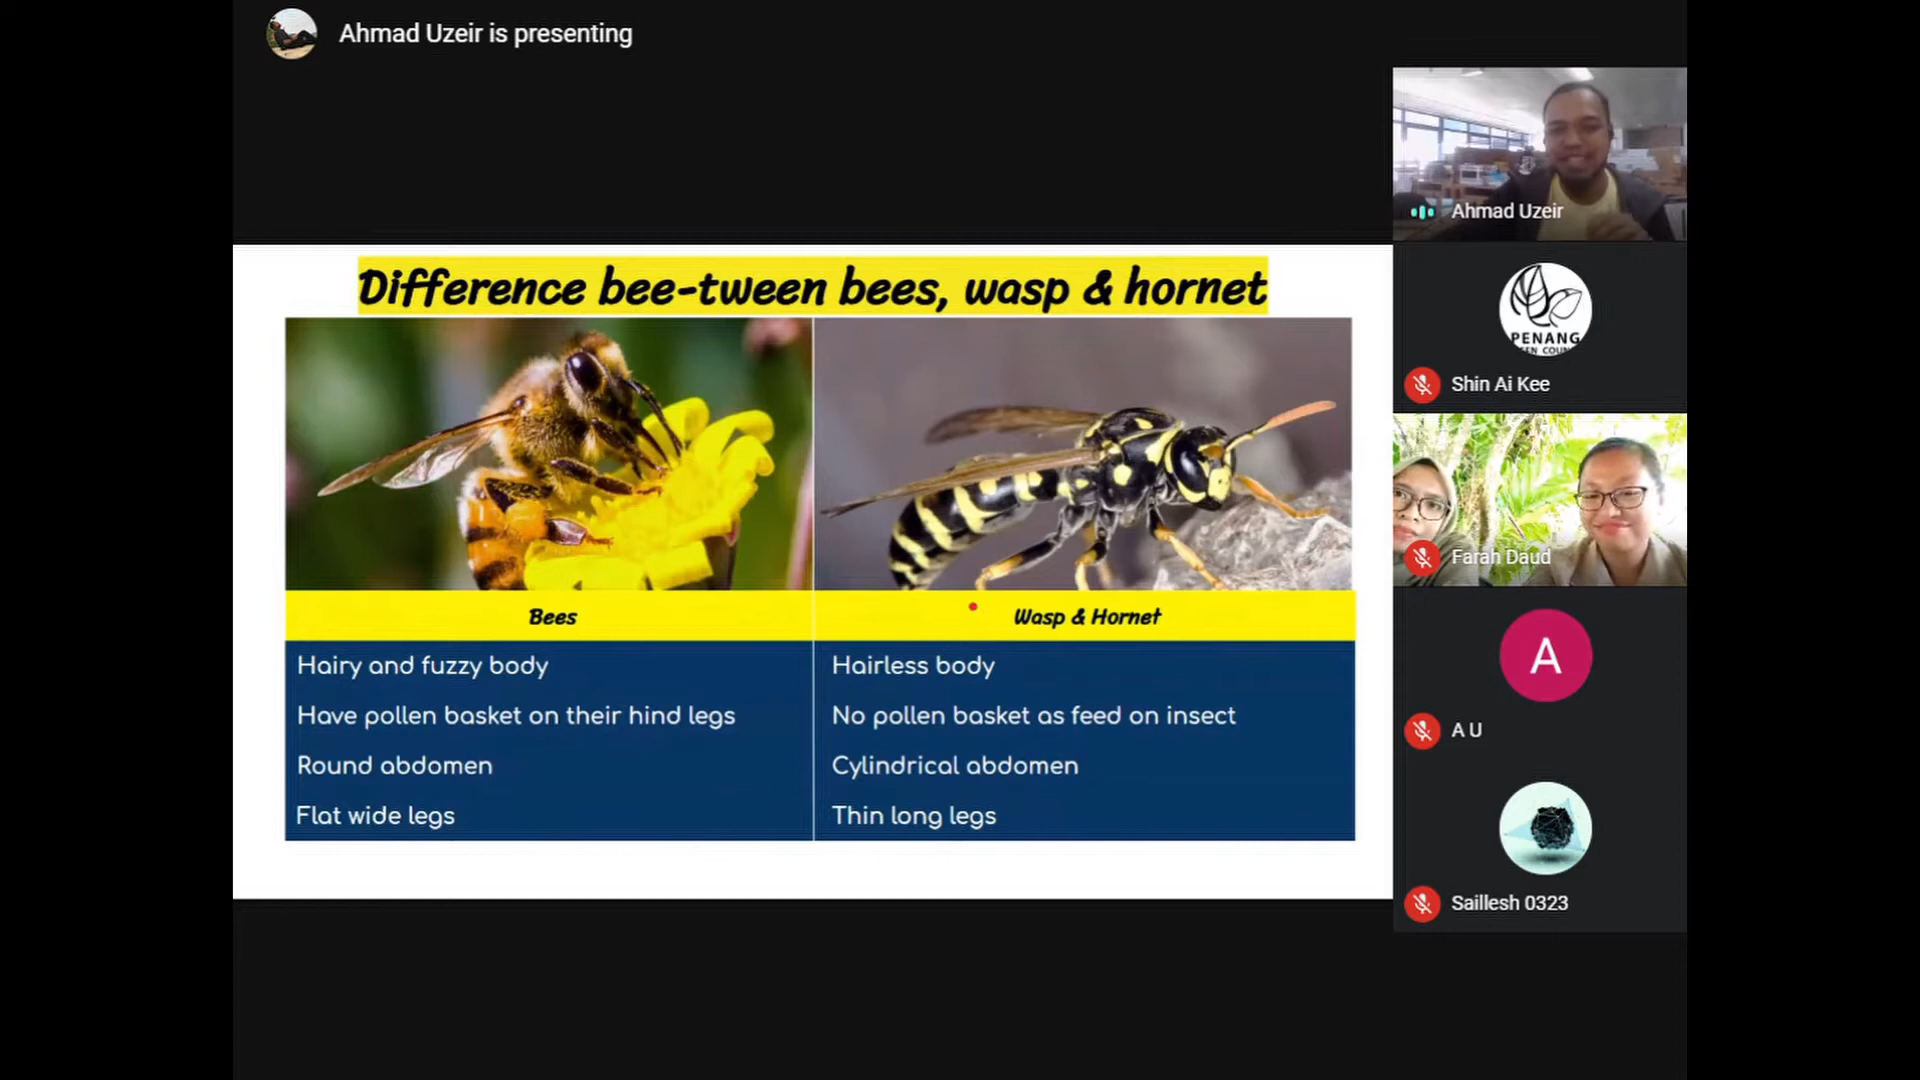 Ahmad Uzeir is presenting
Difference bee-tween bees, wasp & hornet
Bees
Wasp & Hornet
Hairy and fuzzy body
Hairless body
Have pollen basket on their hind legs
No pollen basket as feed on insect
Round abdomen
Cylindrical abdomen
Flat wide legs
Thin long legs
Ahmad Uzeir
PENANG
Shin Ai Kee
Farah Daud
A
A U
Saillesh 0323